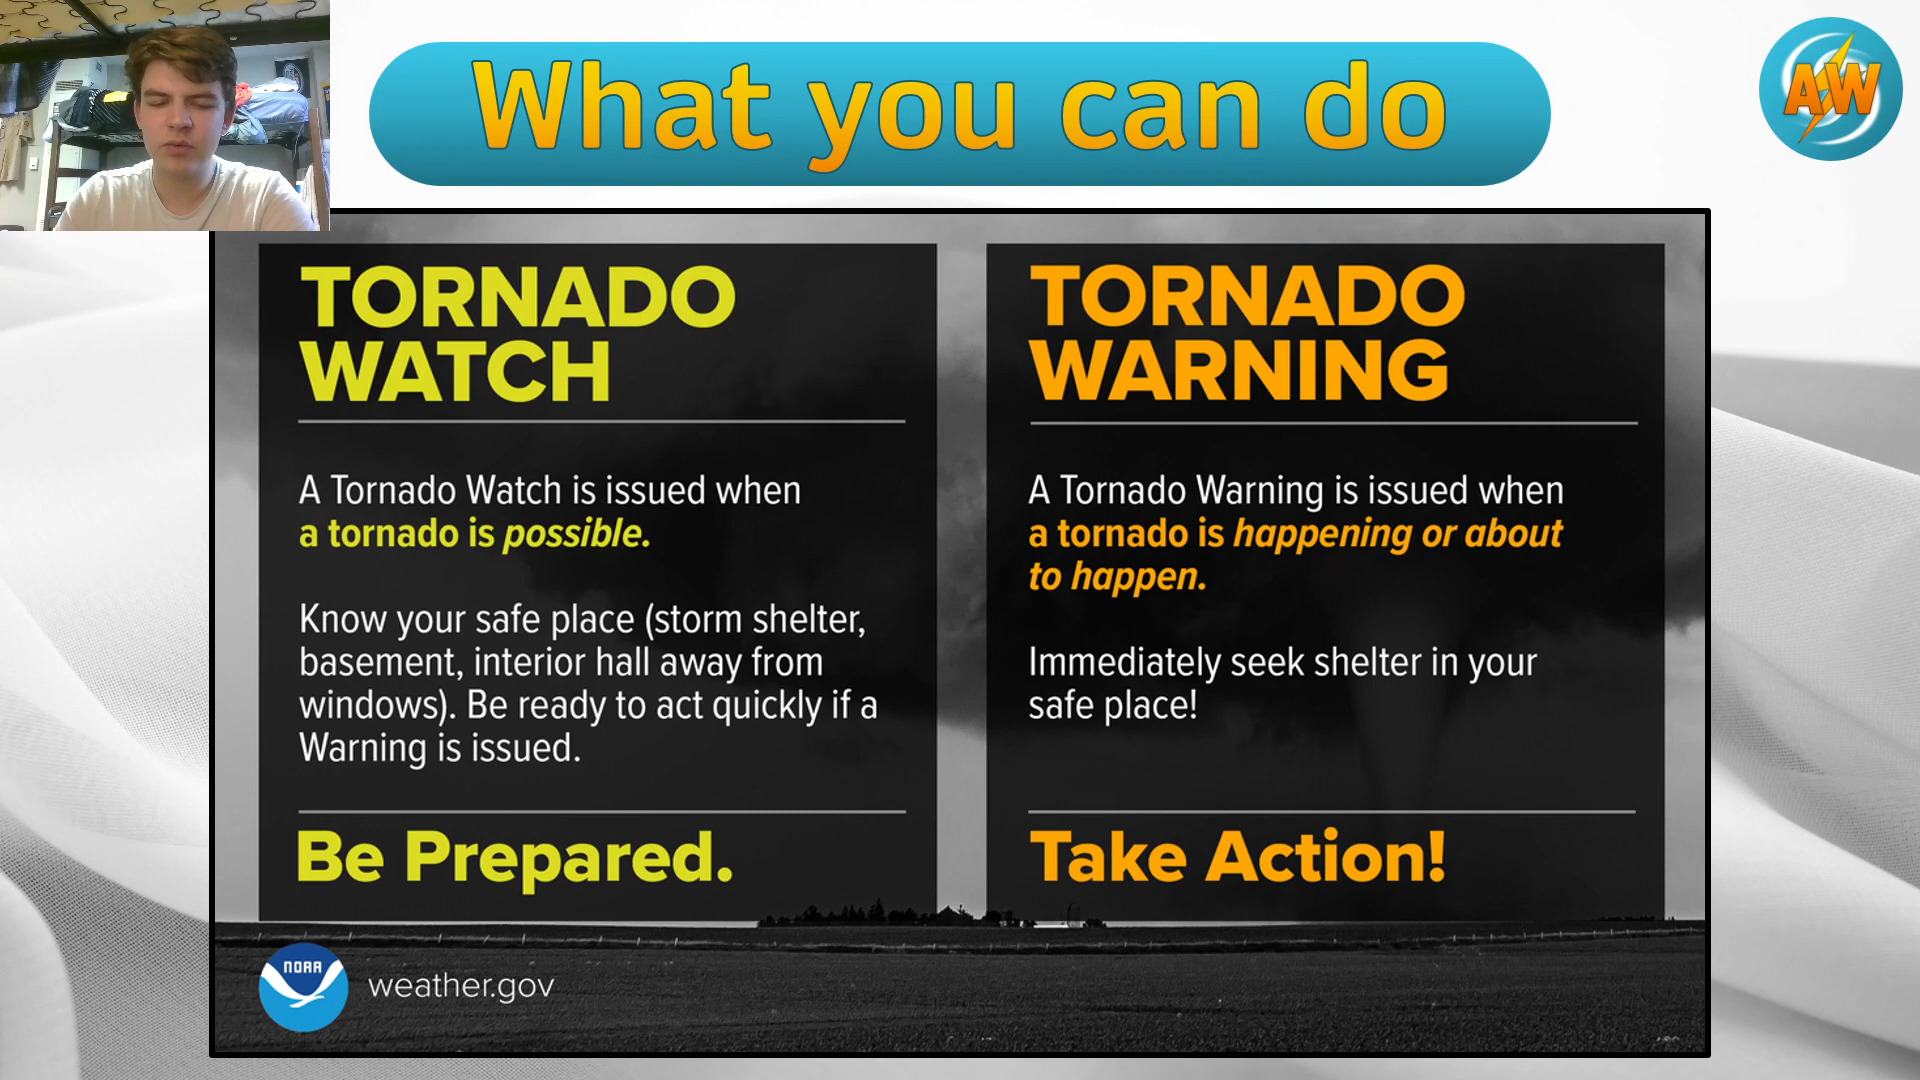 What you can do
AW
TORNADO
WATCH
A Tornado Watch is issued when
a tornado is possible.
Know your safe place (storm shelter,
basement, interior hall away from
windows). Be ready to act quickly if a
Warning is issued.
Be Prepared.
TORNADO
WARNING
A Tornado Warning is issued when
a tornado is happening or about
to happen.
Immediately seek shelter in your
safe place!
Take Action!
NOAA
weather.gov